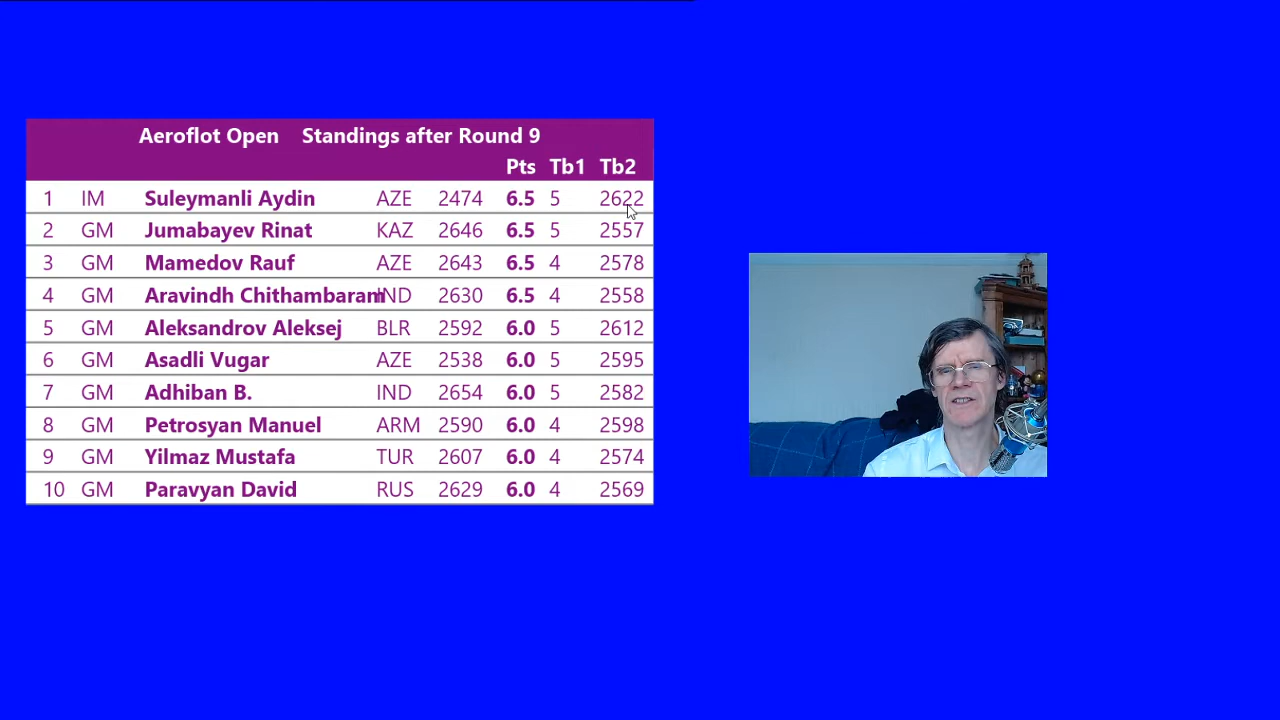 Aeroflot Open Standings after Round 9
Pts Tb1 Tb2
1 IM Suleymanli Aydin AZE 2474 6.5 5 2622
2 GM Jumabayev Rinat KAZ 2646 6.5 5 2557
3 GM Mamedov Rauf AZE 2643 6.5 4 2578
4 GM Aravindh Chithambaram IND 2630 6.5 4 2558
5 GM Aleksandrov Aleksej BLR 2592 6.0 5 2612
6 GM Asadli Vugar AZE 2538 6.0 5 2595
7 GM Adhiban B. IND 2654 6.0 5 2582
8 GM Petrosyan Manuel ARM 2590 6.0 4 2598
9 GM Yilmaz Mustafa TUR 2607 6.0 4 2574
10 GM Paravyan David RUS 2629 6.0 4 2569